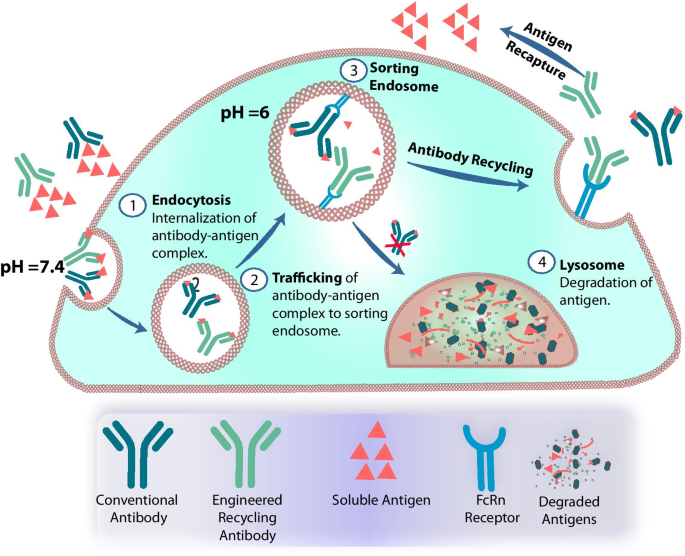 Antigen
Recapture
3
Sorting
Endosome
pH =6
Antibody Recycling
1
Endocytosis
Internalization of
antibody-antigen
complex.
pH =7.4
2
2
Trafficking of
antibody-antigen
complex to sorting
endosome.
4
Lysosome
Degradation of
antigen.
Conventional
Antibody
Engineered
Recycling
Antibody
Soluble Antigen
FcRn
Receptor
Degraded
Antigens